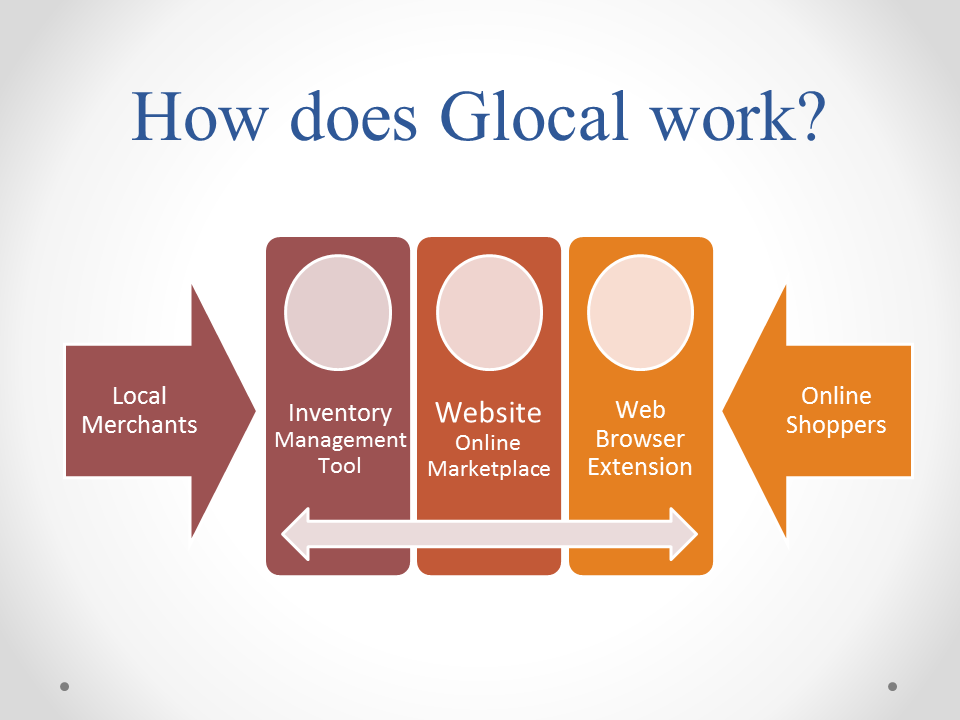 How does Glocal work?
Local
Merchants
Inventory
Management
Tool
Website
Online
Marketplace
Web
Browser
Extension
Online
Shoppers